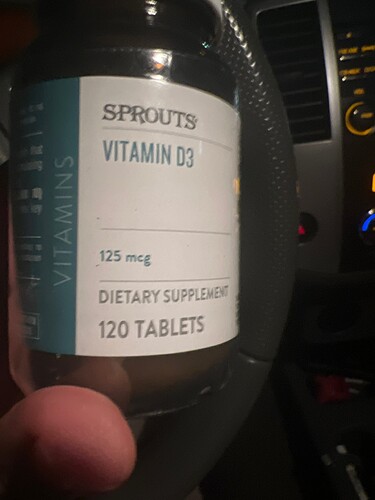 SPROUTS
VITAMIN D3
125 mcg
DIETARY SUPPLEMENT
120 TABLETS
VITAMINS